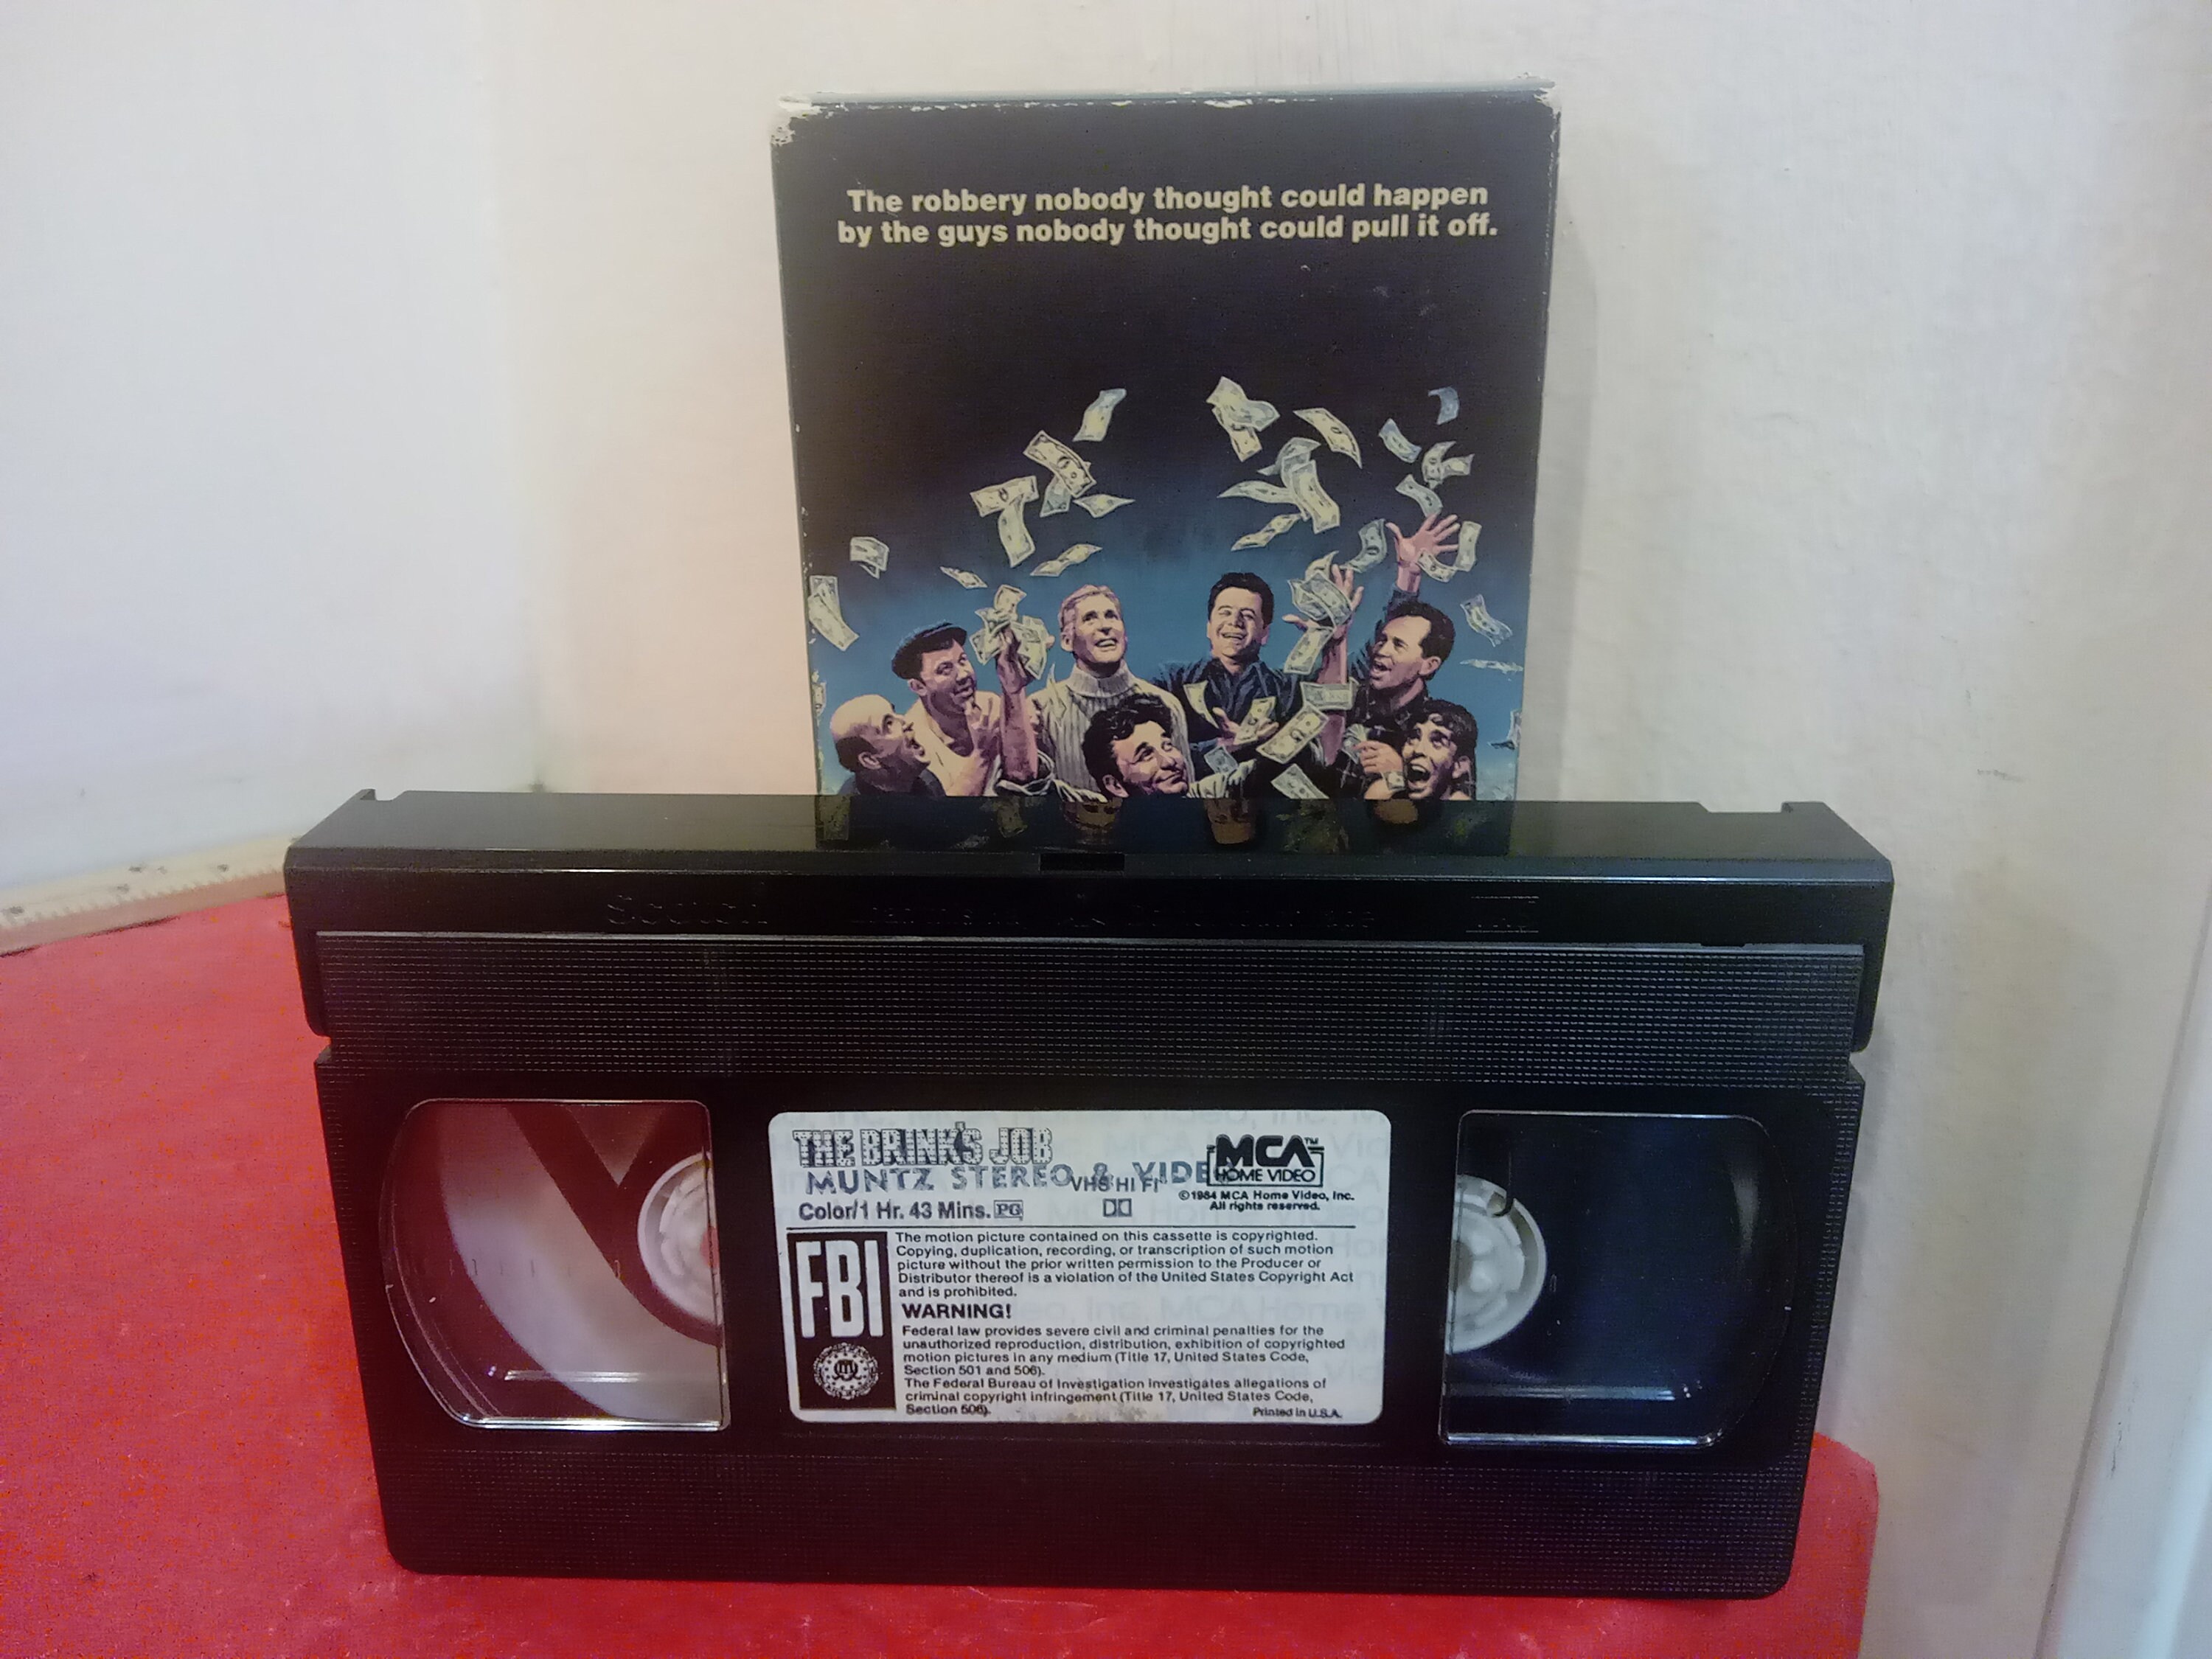 The robbery nobody thought could happen
by the guys nobody thought could pull it off.
Scotch
THE BRINK'S JOB
MUNTZ STEREO & VIDE
VHS HI FI
MCA™
HOME VIDEO
Color/1 Hr. 43 Mins. PG
©1984 MCA Home Video, Inc.
All rights reserved.
FBI
The motion picture contained on this cassette is copyrighted.
Copying, duplication, recording, or transcription of such motion
picture without the prior written permission to the Producer or
Distributor thereof is a violation of the United States Copyright Act
and is prohibited.
WARNING!
Federal law provides severe civil and criminal penalties for the
unauthorized reproduction, distribution, exhibition of copyrighted
motion pictures in any medium (Title 17, United States Code,
Section 501 and 506).
The Federal Bureau of Investigation investigates allegations of
criminal copyright infringement (Title 17, United States Code,
Section 506).
Printed in U.S.A.